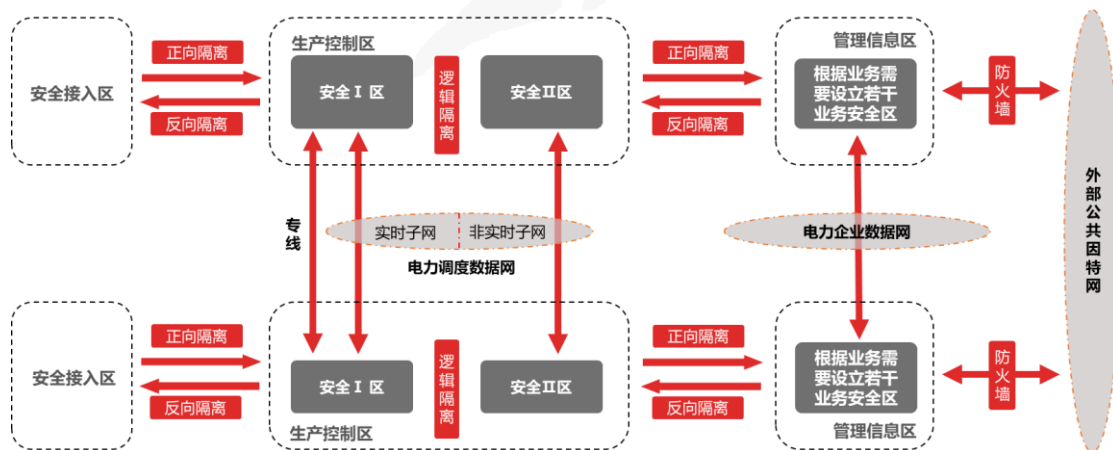 生产控制区
管理信息区
正向隔离
正向隔离
安全接入区
安全 I 区
逻辑隔离
安全II区
根据业务需
要设立若干
业务安全区
防火墙
反向隔离
反向隔离
外部公共因特网
专线
实时子网
非实时子网
电力企业数据网
电力调度数据网
正向隔离
正向隔离
安全接入区
安全 I 区
逻辑隔离
安全II区
根据业务需
要设立若干
业务安全区
防火墙
反向隔离
反向隔离
生产控制区
管理信息区